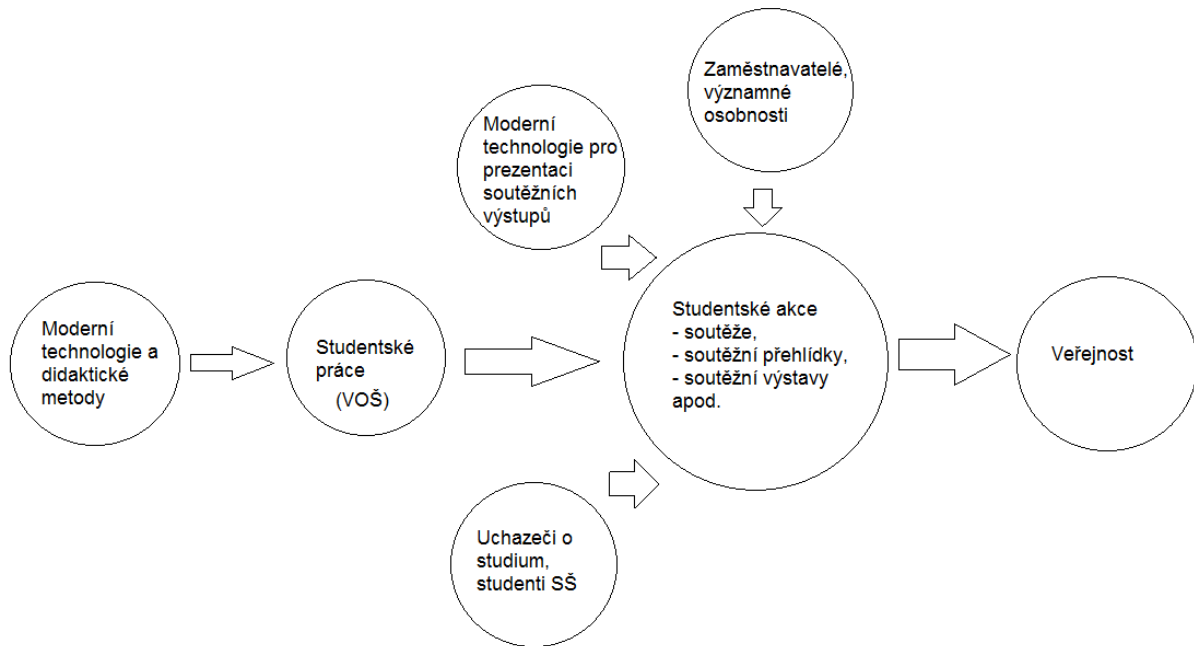 Zaměstnavatelé,
významné
osobnosti
Moderní
technologie pro
prezentaci
soutěžních
výstupů
Moderní
technologie a
didaktické
metody
Studentské
práce
(VOŠ)
Studentské akce
- soutěže,
- soutěžní přehlídky,
- soutěžní výstavy
apod.
Veřejnost
Uchazeči o
studium,
studenti SŠ